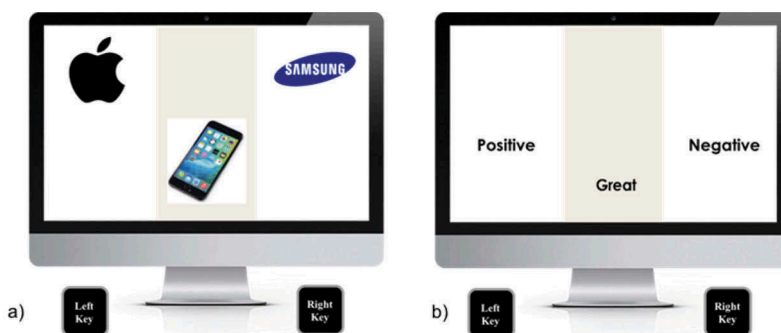 SAMSUNG
Positive
Negative
Great
a)
Left
Key
Right
Key
b)
Left
Key
Right
Key